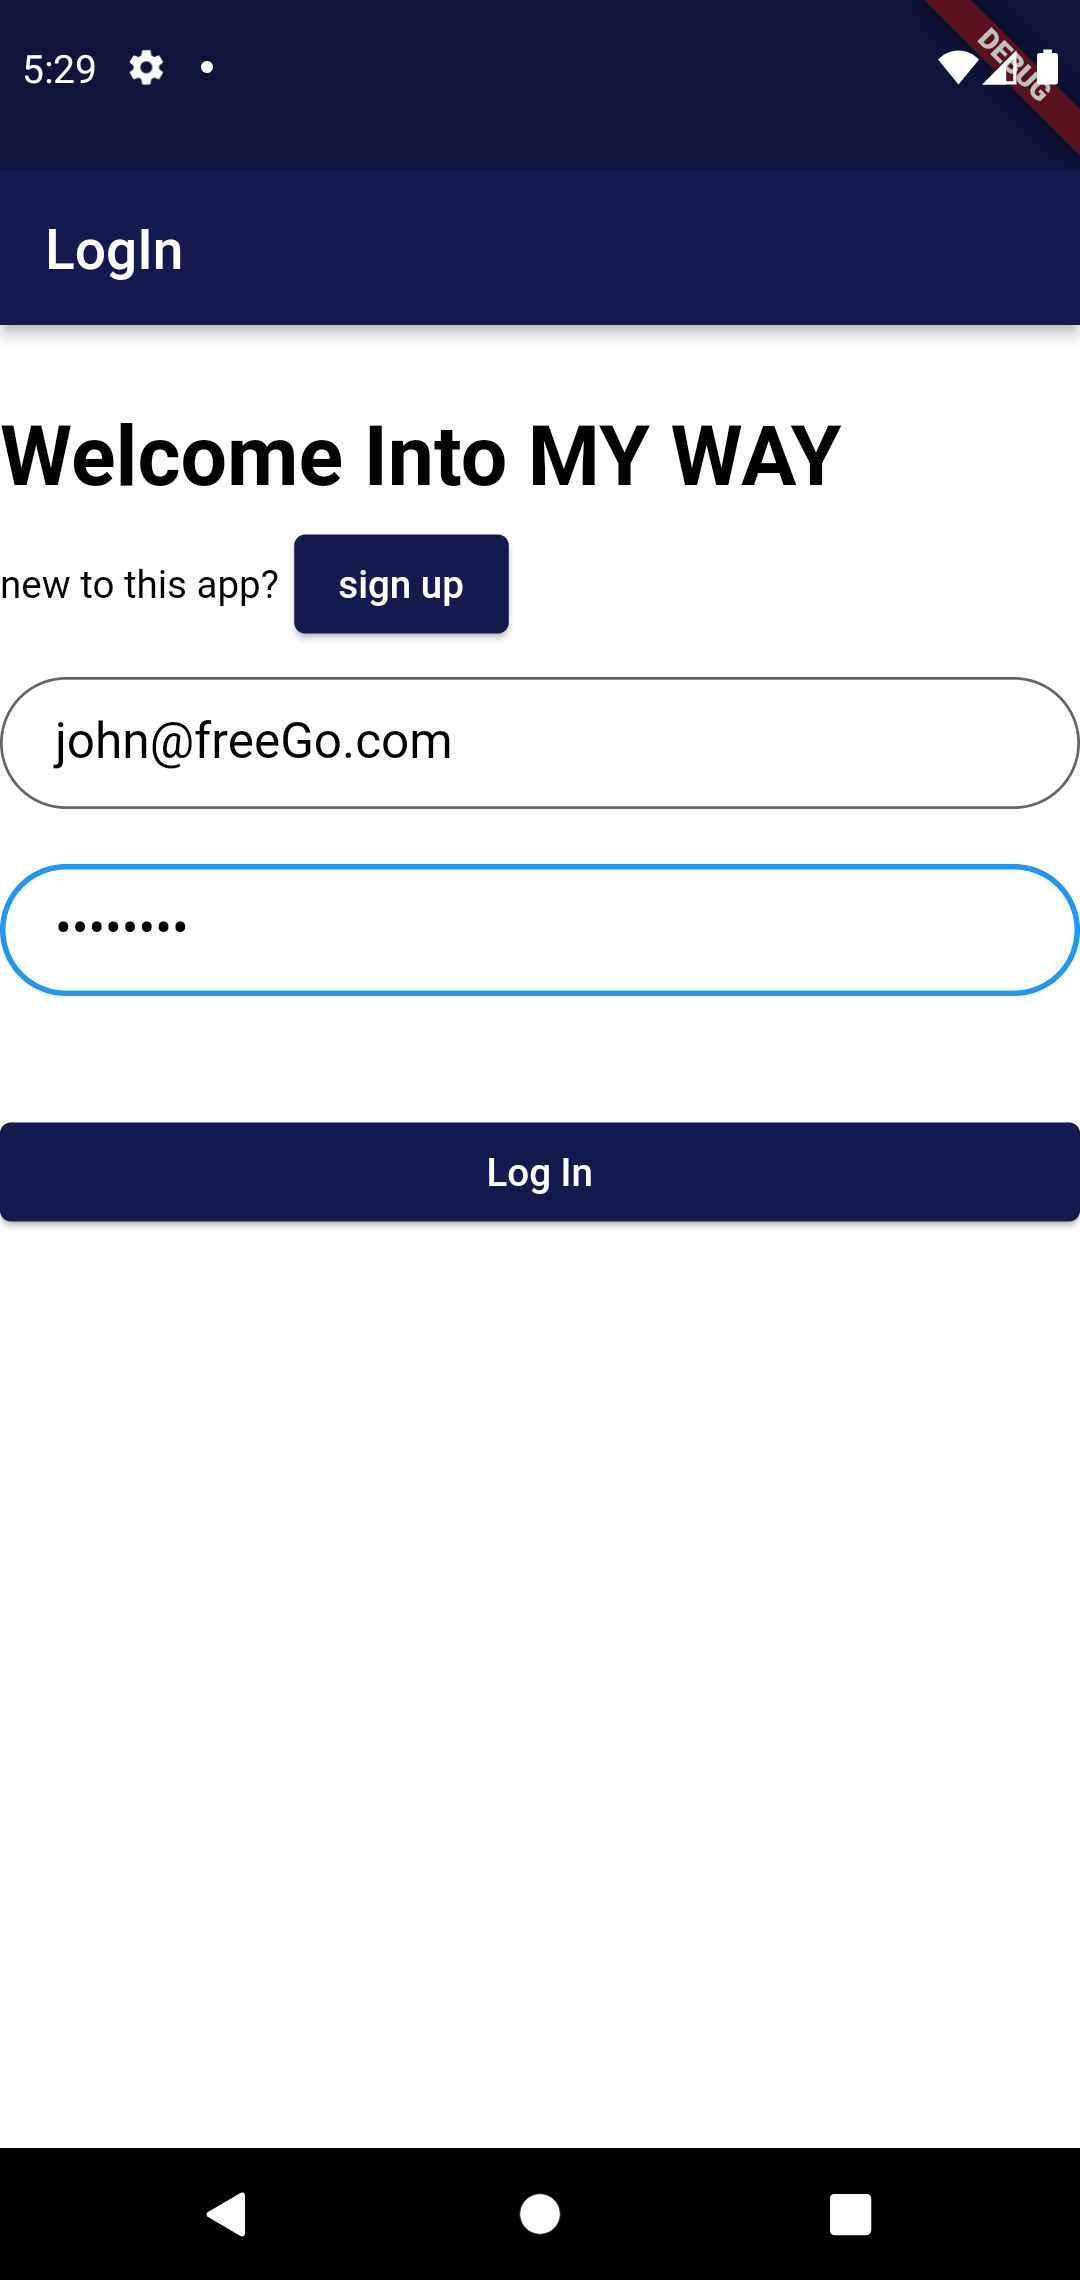 5:29
DEBUG
LogIn
Welcome Into MY WAY
new to this app? sign up
john@freeGo.com
••••••••
Log In